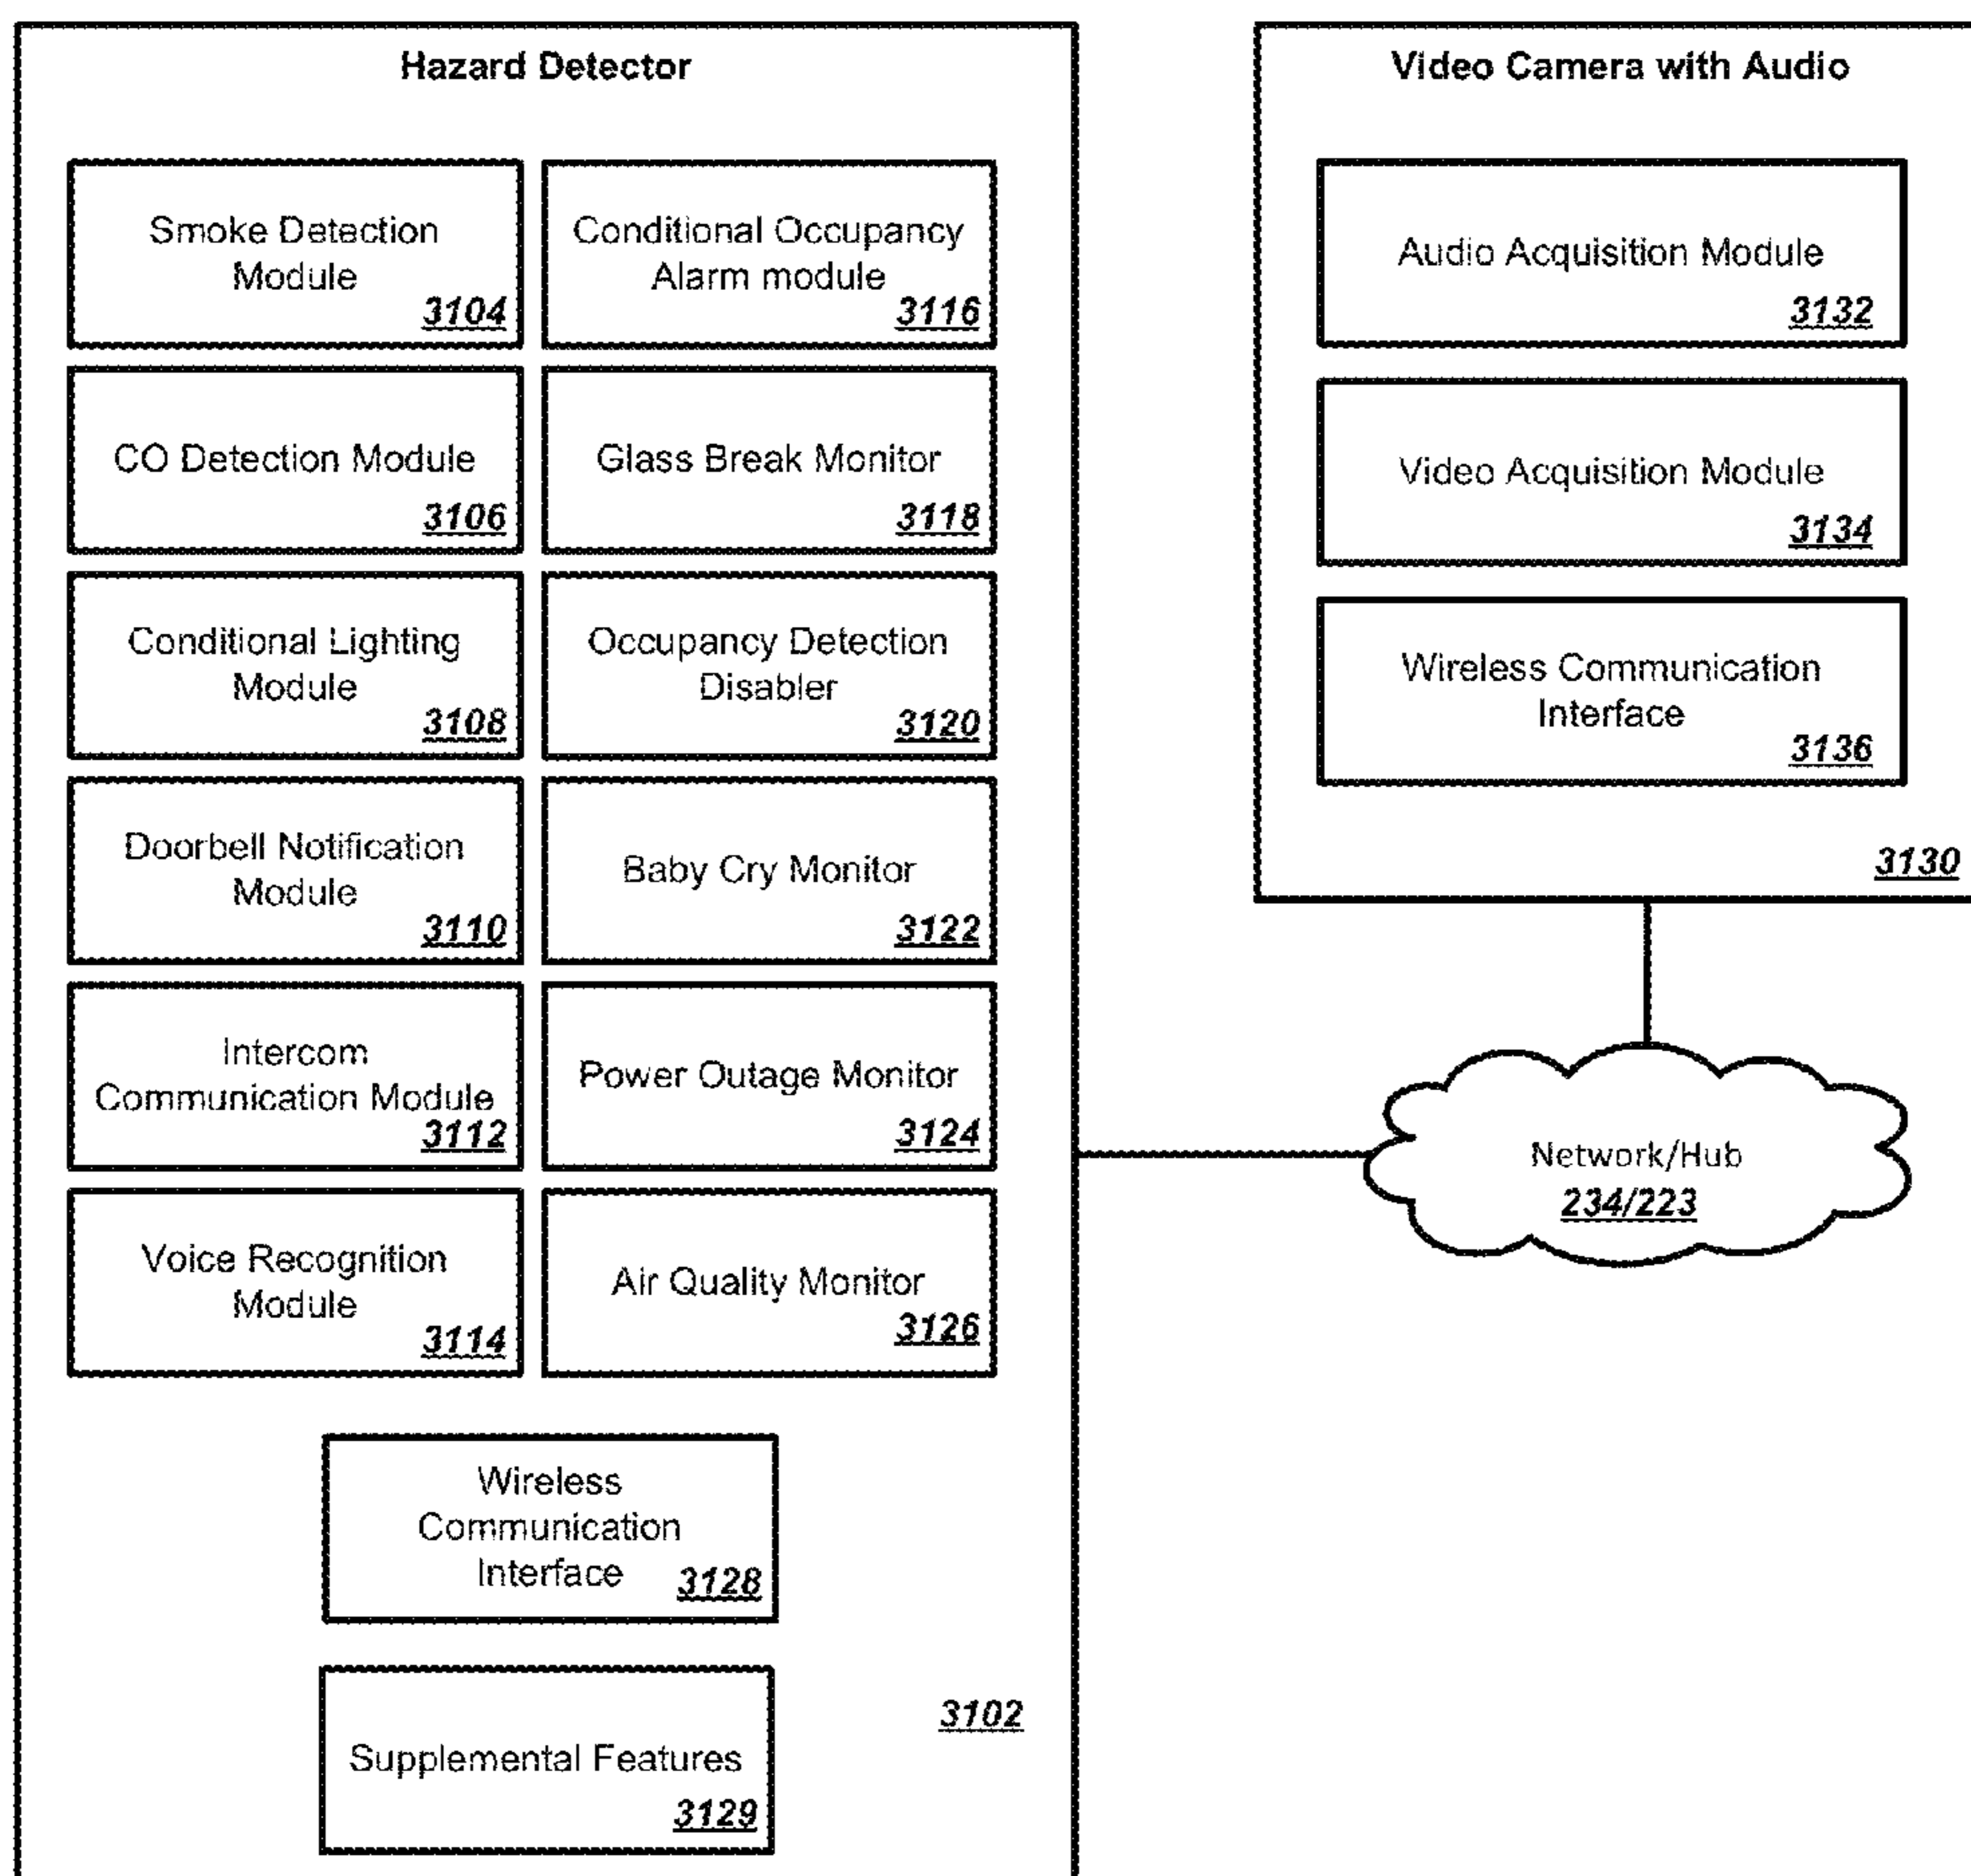 Hazard Detector
Smoke Detection
Module
3104
Conditional Occupancy
Alarm module
3116
CO Detection Module
3106
Glass Break Monitor
3118
Conditional Lighting
Module
3108
Occupancy Detection
Disabler
3120
Doorbell Notification
Module
3110
Baby Cry Monitor
3122
Intercom
Communication Module
3112
Power Outage Monitor
3124
Voice Recognition
Module
3114
Air Quality Monitor
3126
Wireless
Communication
Interface
3128
Supplemental Features
3129
3102
Video Camera with Audio
Audio Acquisition Module
3132
Video Acquisition Module
3134
Wireless Communication
Interface
3136
3130
Network/Hub
234/223